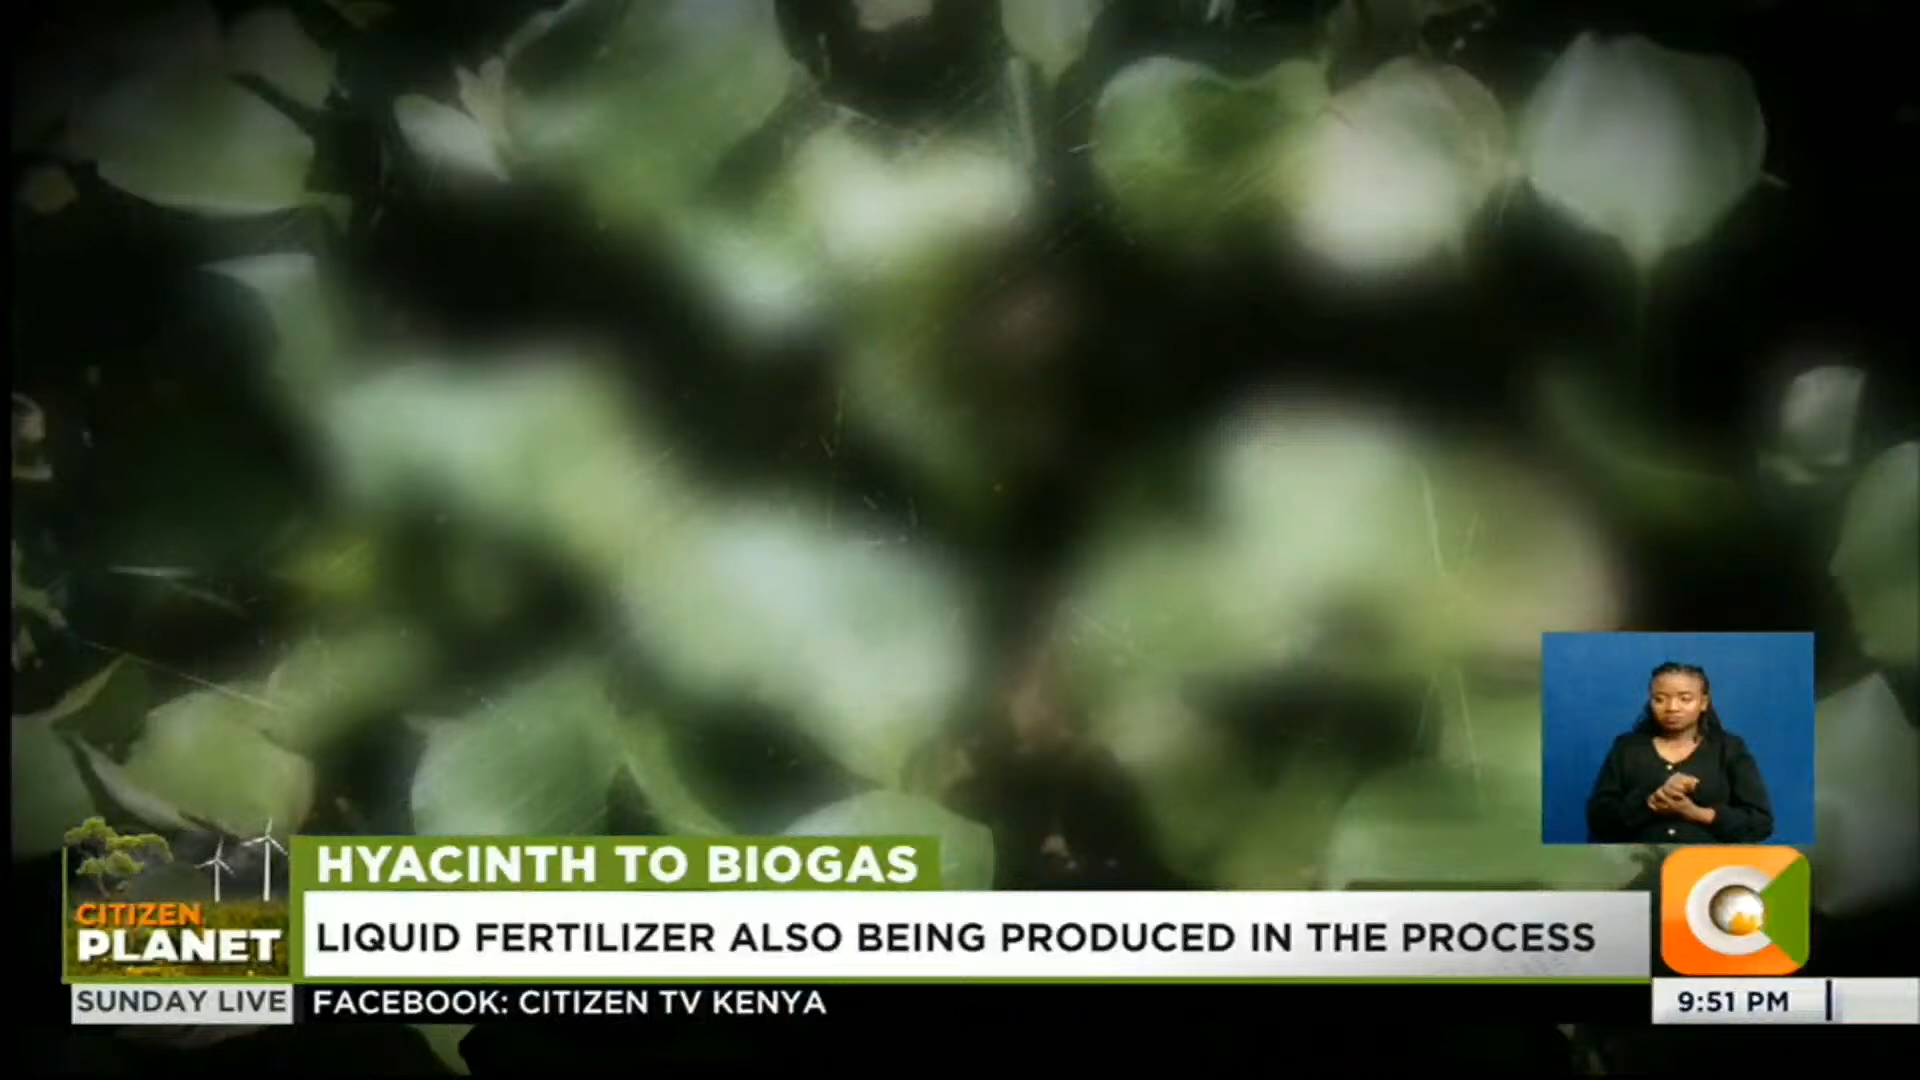 HYACINTH TO BIOGAS
CITIZEN
PLANET
LIQUID FERTILIZER ALSO BEING PRODUCED IN THE PROCESS
SUNDAY LIVE
FACEBOOK: CITIZEN TV KENYA
9:51 PM